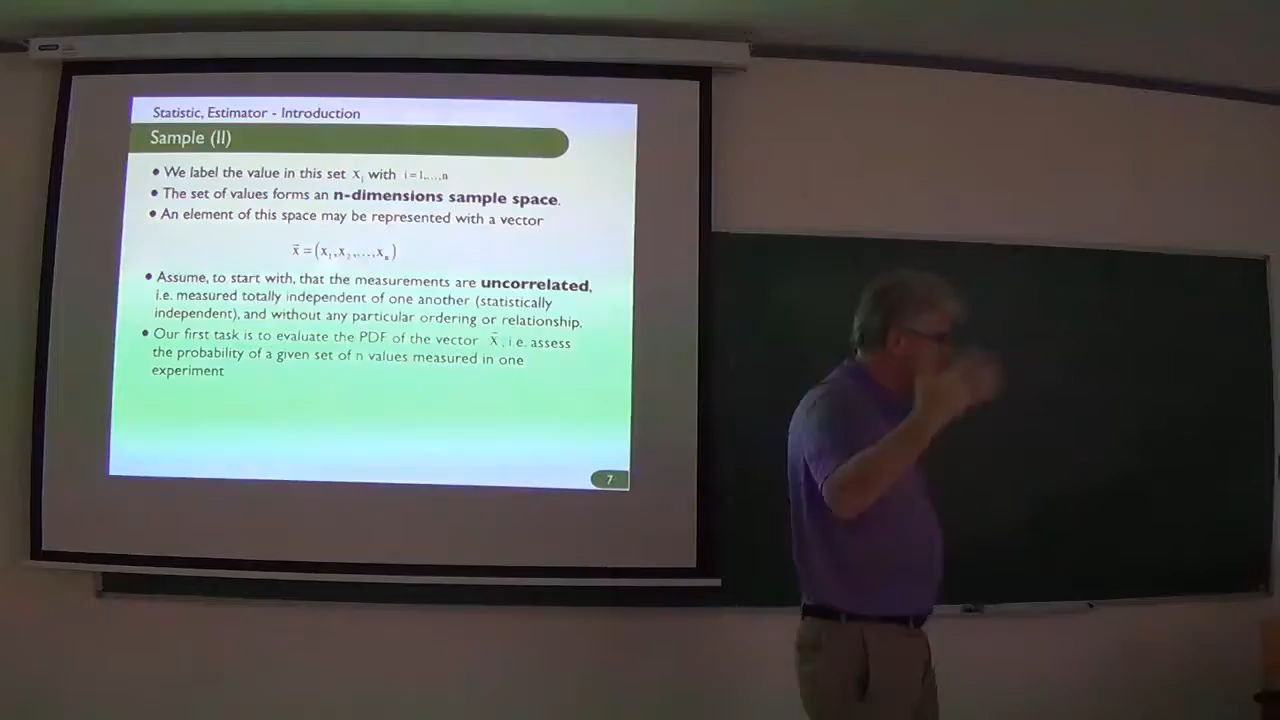 Statistic, Estimator - Introduction
Sample (II)
• We label the value in this set xᵢ with i=1,...,n
• The set of values forms an n-dimensions sample space.
• An element of this space may be represented with a vector
x⃗ = (x₁,x₂,...,xₙ)
• Assume, to start with, that the measurements are uncorrelated,
i.e. measured totally independent of one another (statistically
independent), and without any particular ordering or relationship.
• Our first task is to evaluate the PDF of the vector x⃗, i.e. assess
the probability of a given set of n values measured in one
experiment
7